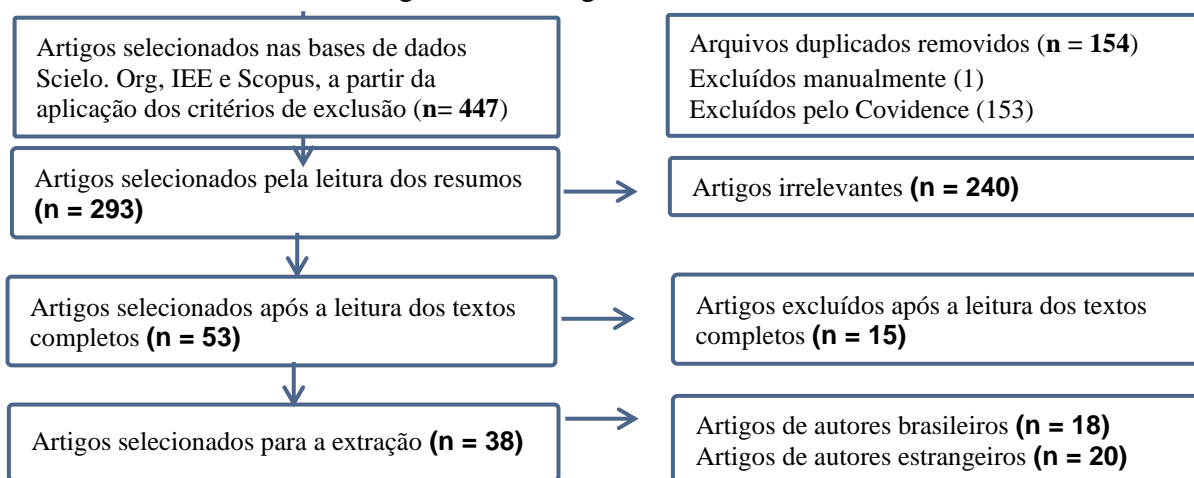 Artigos selecionados nas bases de dados
Scielo. Org, IEE e Scopus, a partir da
aplicação dos critérios de exclusão (n= 447)
Arquivos duplicados removidos (n = 154)
Excluídos manualmente (1)
Excluídos pelo Covidence (153)
Artigos selecionados pela leitura dos resumos
(n = 293)
Artigos irrelevantes (n = 240)
Artigos selecionados após a leitura dos textos
completos (n = 53)
Artigos excluídos após a leitura dos textos
completos (n = 15)
Artigos selecionados para a extração (n = 38)
Artigos de autores brasileiros (n = 18)
Artigos de autores estrangeiros (n = 20)